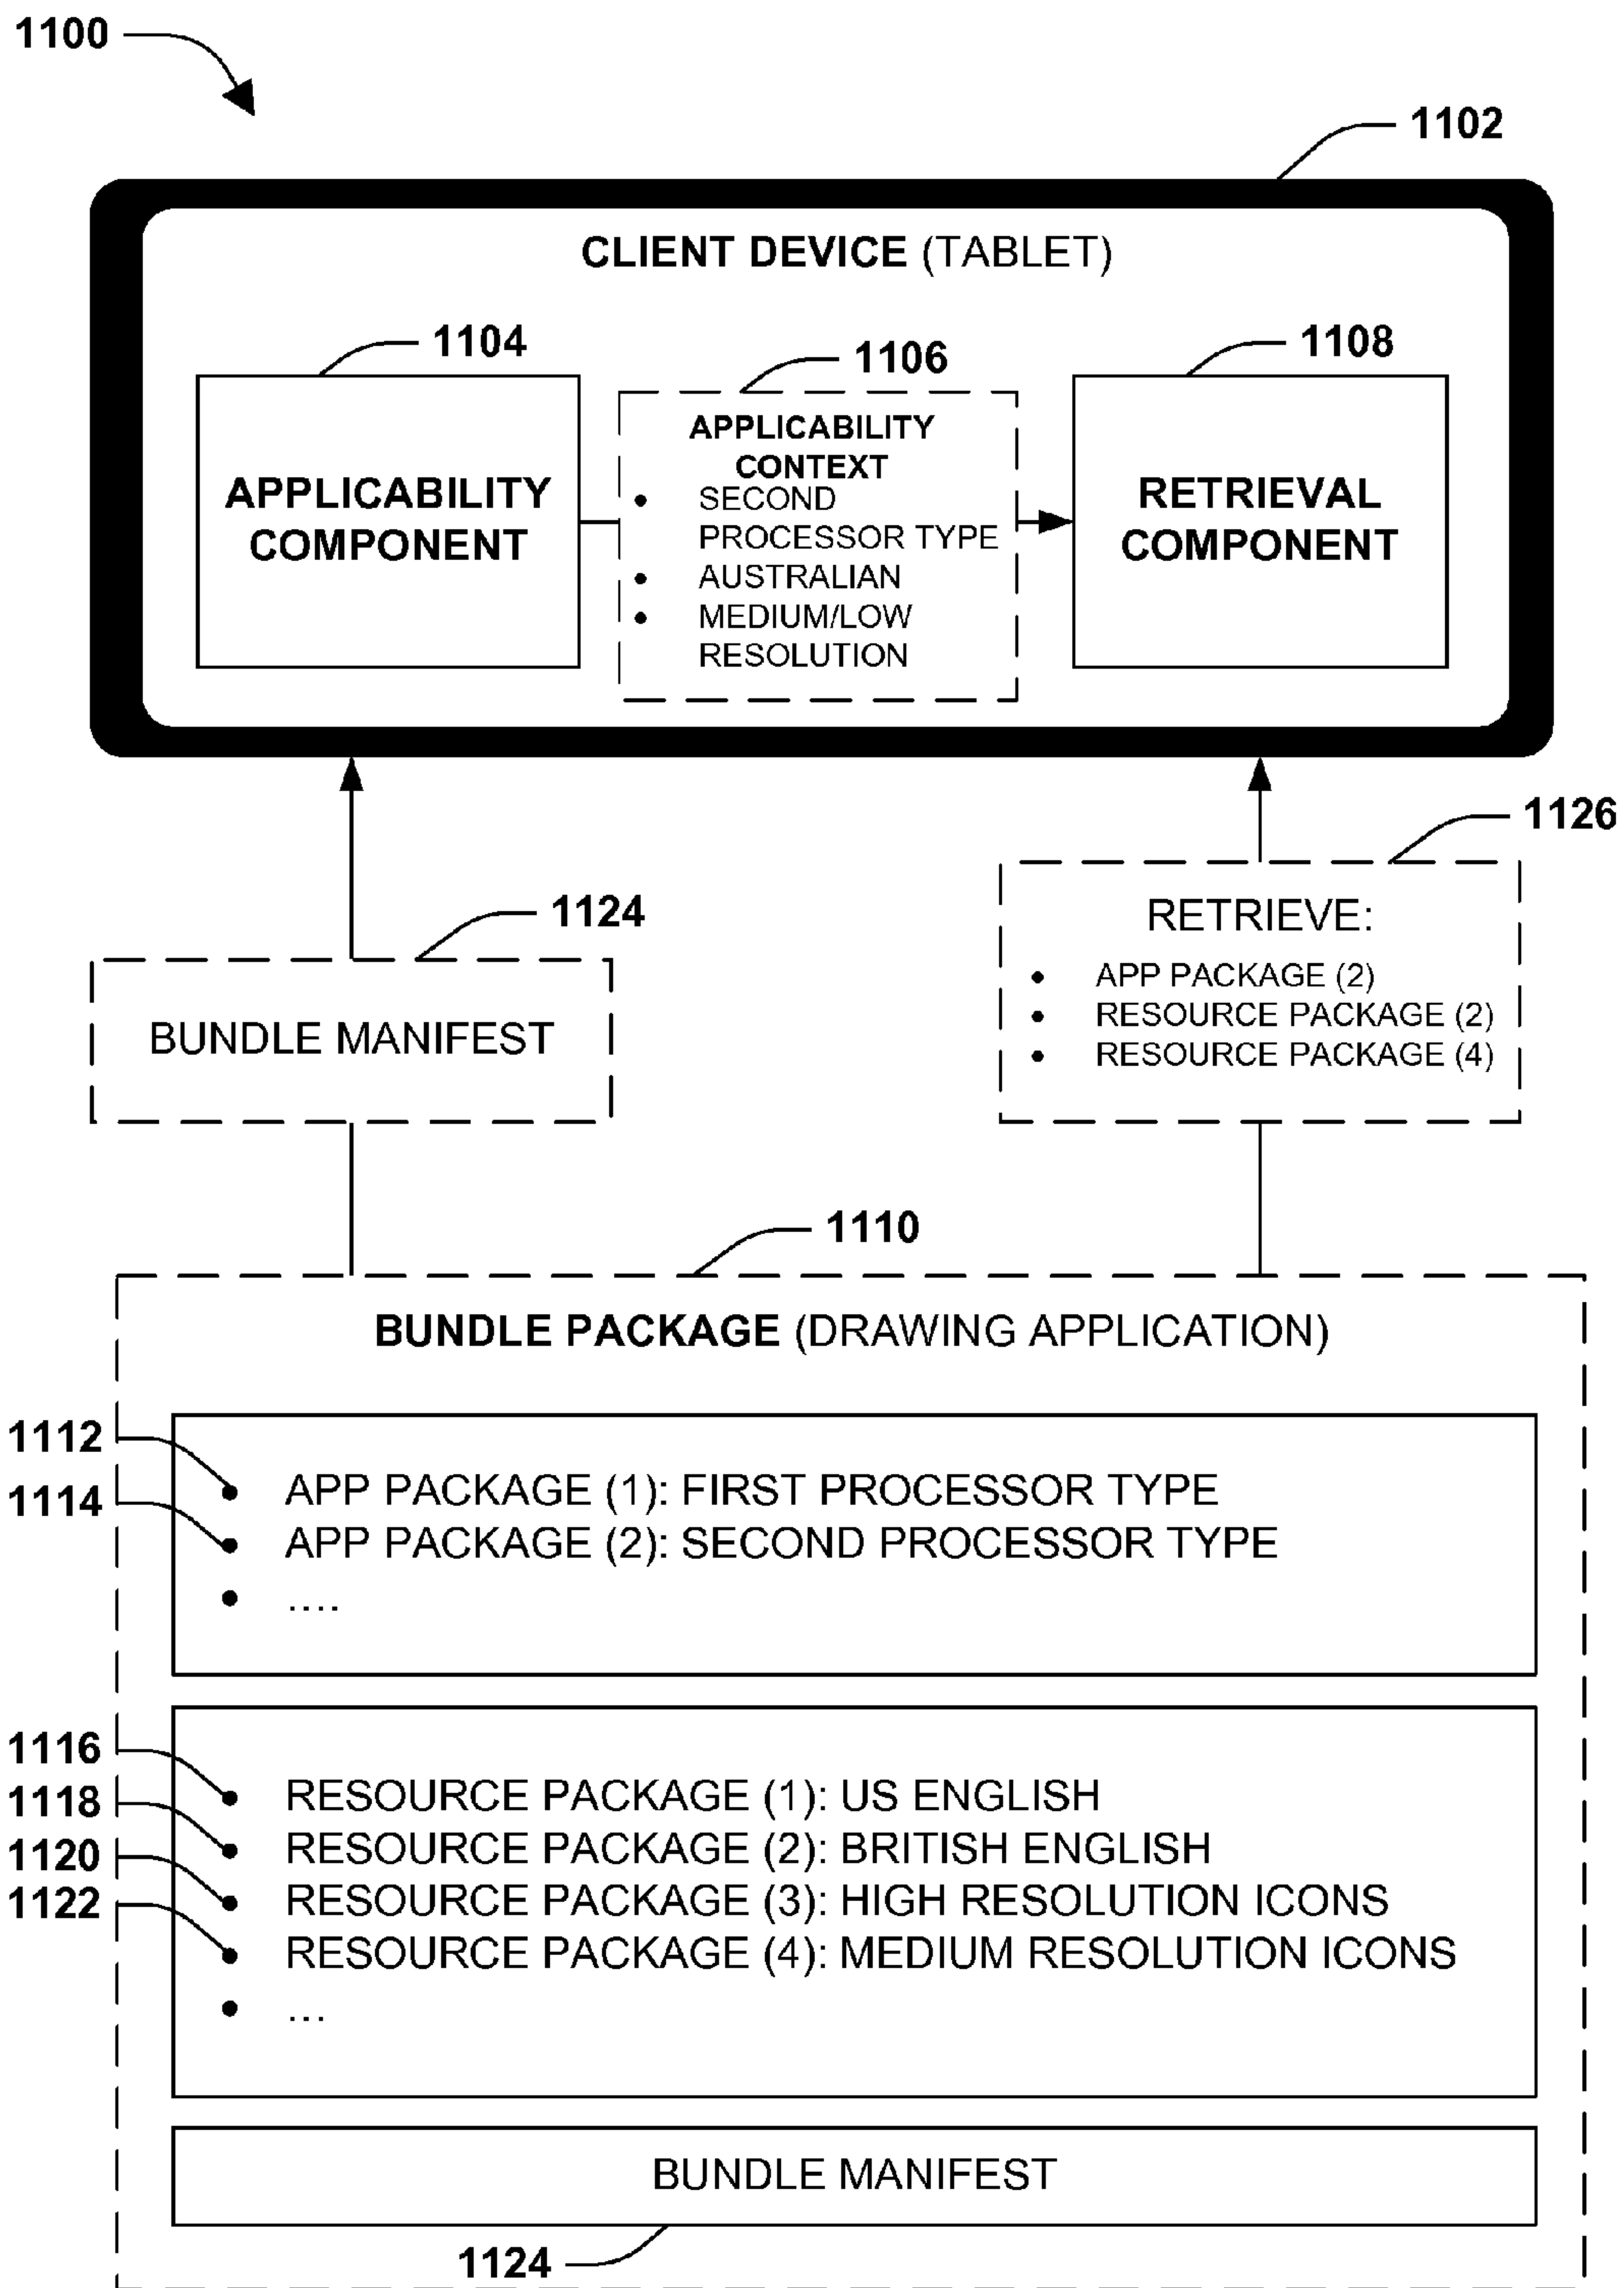 1100
1102
CLIENT DEVICE (TABLET)
1104
1106
1108
APPLICABILITY
COMPONENT
APPLICABILITY
CONTEXT
• SECOND
PROCESSOR TYPE
• AUSTRALIAN
• MEDIUM/LOW
RESOLUTION
RETRIEVAL
COMPONENT
1124
BUNDLE MANIFEST
1126
RETRIEVE:
• APP PACKAGE (2)
• RESOURCE PACKAGE (2)
• RESOURCE PACKAGE (4)
1110
BUNDLE PACKAGE (DRAWING APPLICATION)
1112
• APP PACKAGE (1): FIRST PROCESSOR TYPE
1114
• APP PACKAGE (2): SECOND PROCESSOR TYPE
• ....
1116
• RESOURCE PACKAGE (1): US ENGLISH
1118
• RESOURCE PACKAGE (2): BRITISH ENGLISH
1120
• RESOURCE PACKAGE (3): HIGH RESOLUTION ICONS
1122
• RESOURCE PACKAGE (4): MEDIUM RESOLUTION ICONS
• ...
BUNDLE MANIFEST
1124